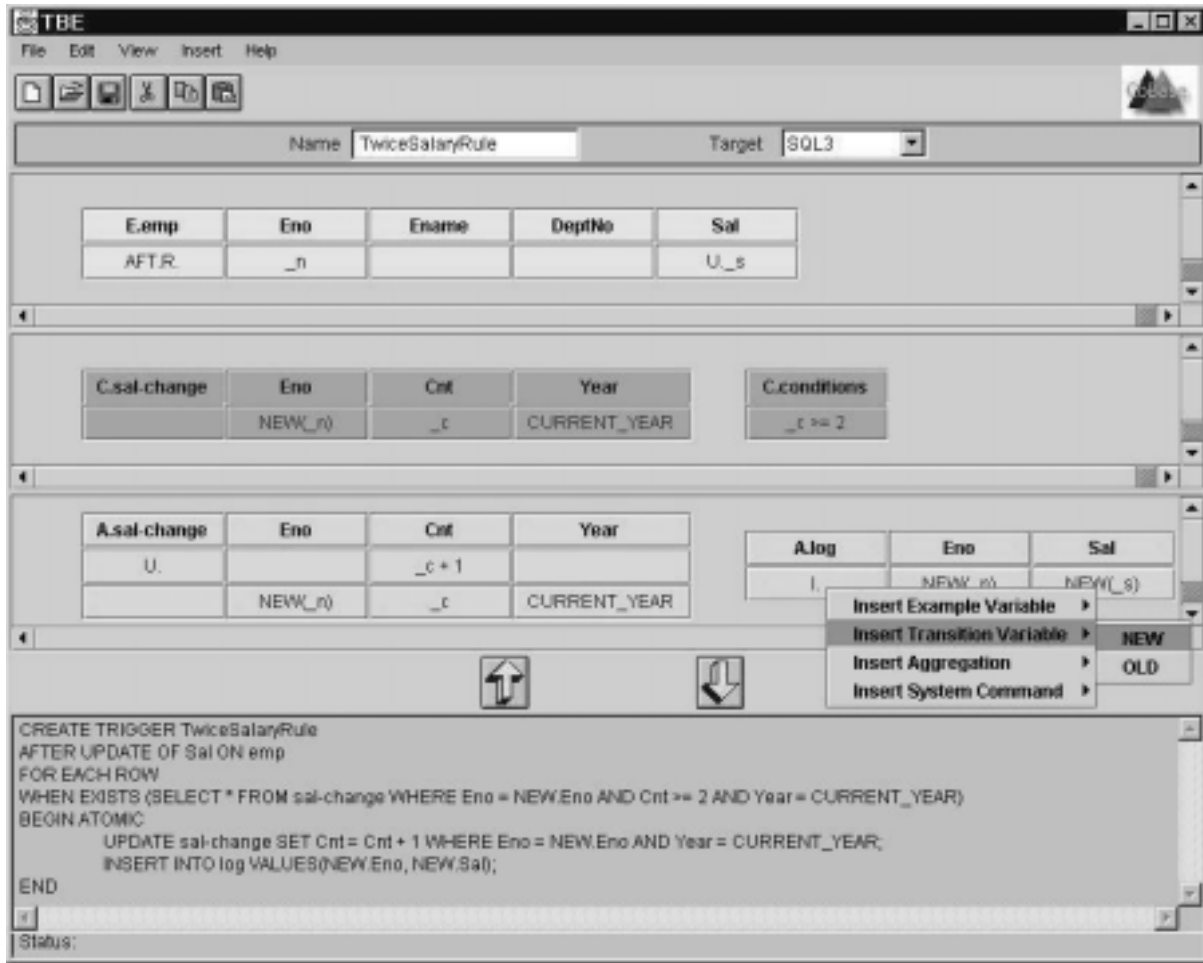 TBE
File Edit View Insert Help
CoBase
Name TwiceSalaryRule Target SQL3
E.emp Eno Ename DeptNo Sal
AFT.R. _n U._s
C.sal-change Eno Cnt Year C.conditions
NEW(_n) _c CURRENT_YEAR _c >= 2
A.sal-change Eno Cnt Year
A.log Eno Sal
U. _c + 1
I. NEW(_n) NEW(_s)
NEW(_n) _c CURRENT_YEAR
Insert Example Variable
Insert Transition Variable NEW
Insert Aggregation OLD
Insert System Command
CREATE TRIGGER TwiceSalaryRule
AFTER UPDATE OF Sal ON emp
FOR EACH ROW
WHEN EXISTS (SELECT * FROM sal-change WHERE Eno = NEW.Eno AND Cnt >= 2 AND Year = CURRENT_YEAR)
BEGIN ATOMIC
UPDATE sal-change SET Cnt = Cnt + 1 WHERE Eno = NEW.Eno AND Year = CURRENT_YEAR;
INSERT INTO log VALUES(NEW.Eno, NEW.Sal);
END
Status: